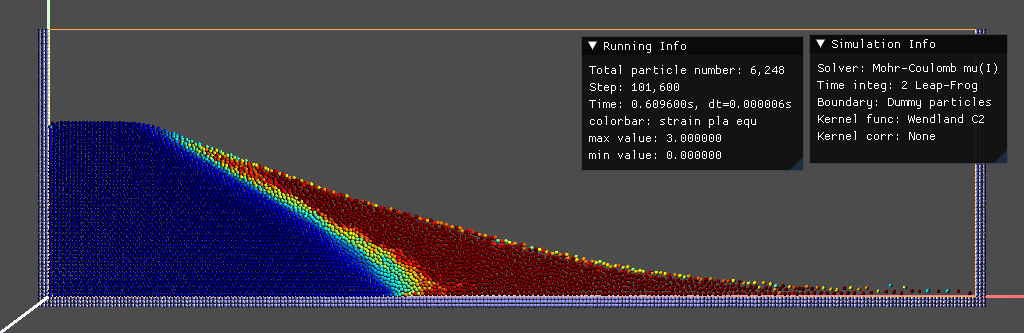 Running Info
Total particle number: 6,248
Step: 101,600
Time: 0.609600s, dt=0.000006s
colorbar: strain pla equ
max value: 3.000000
min value: 0.000000
Simulation Info
Solver: Mohr-Coulomb mu(I)
Time integ: 2 Leap-Frog
Boundary: Dummy particles
Kernel func: Wendland C2
Kernel corr: None